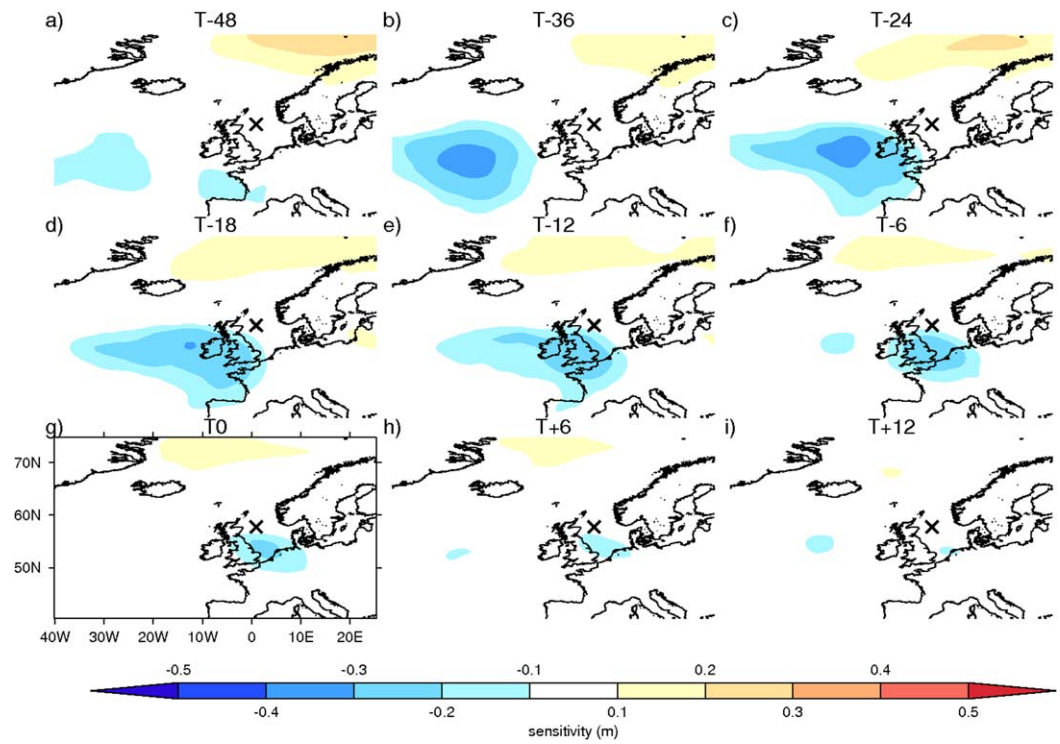 a) T-48 b) T-36 c) T-24
d) T-18 e) T-12 f) T-6
g) T0 h) T+6 i) T+12
70N
60N
50N
40W 30W 20W 10W 0 10E 20E
-0.5 -0.3 -0.1 0.2 0.4
-0.4 -0.2 0.1 0.3 0.5
sensitivity (m)